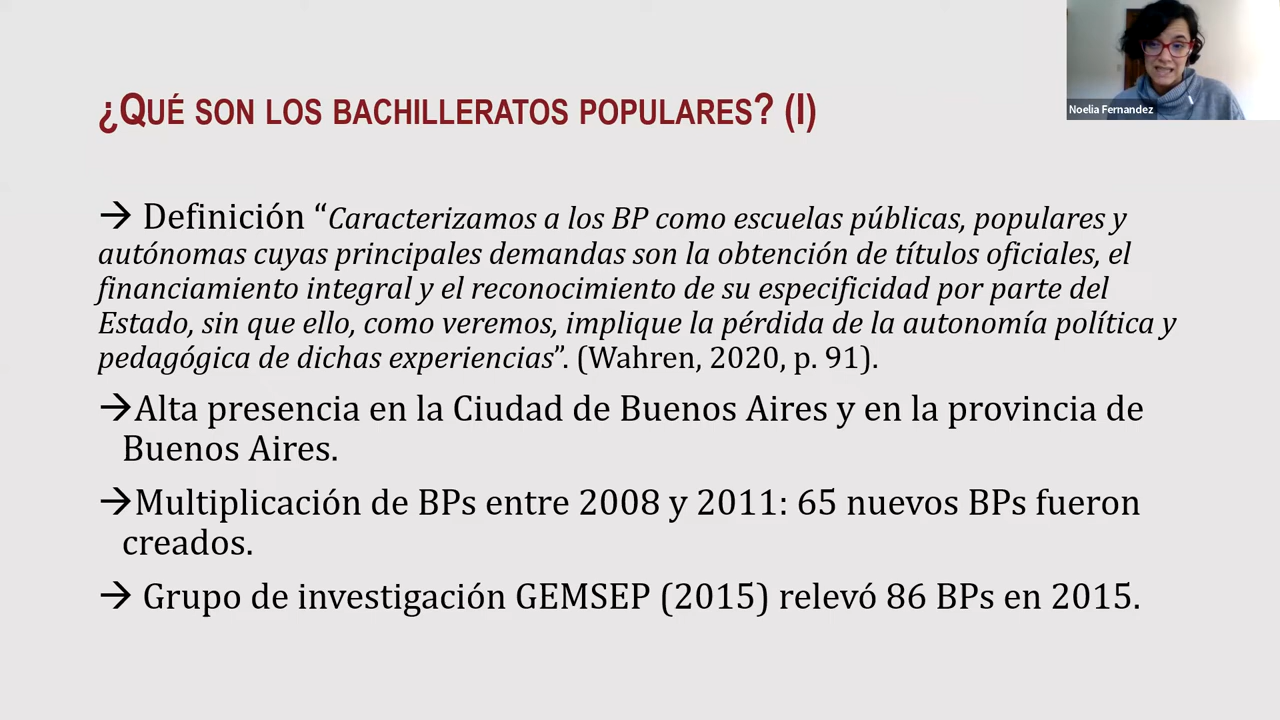 ¿QUÉ SON LOS BACHILLERATOS POPULARES? (I)
Noelia Fernandez
→ Definición “Caracterizamos a los BP como escuelas públicas, populares y
autónomas cuyas principales demandas son la obtención de títulos oficiales, el
financiamiento integral y el reconocimiento de su especificidad por parte del
Estado, sin que ello, como veremos, implique la pérdida de la autonomía política y
pedagógica de dichas experiencias”. (Wahren, 2020, p. 91).
→Alta presencia en la Ciudad de Buenos Aires y en la provincia de
Buenos Aires.
→Multiplicación de BPs entre 2008 y 2011: 65 nuevos BPs fueron
creados.
→ Grupo de investigación GEMSEP (2015) relevó 86 BPs en 2015.